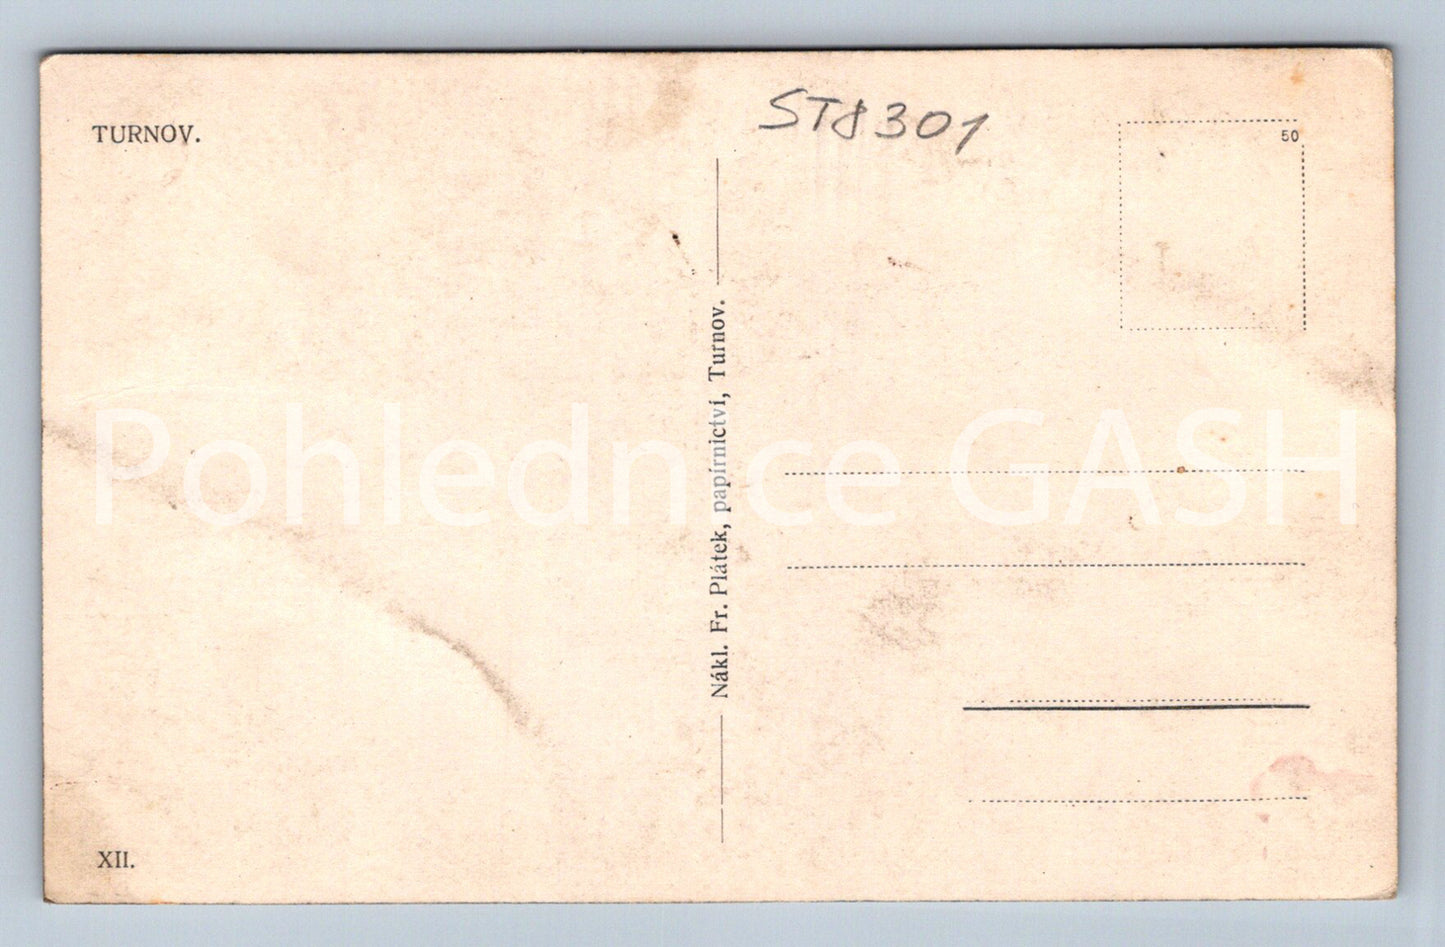 TURNOV.
ST8301
50
Nákl. Fr. Plátek, papírnictví, Turnov.
Pohlednice GASH
XII.